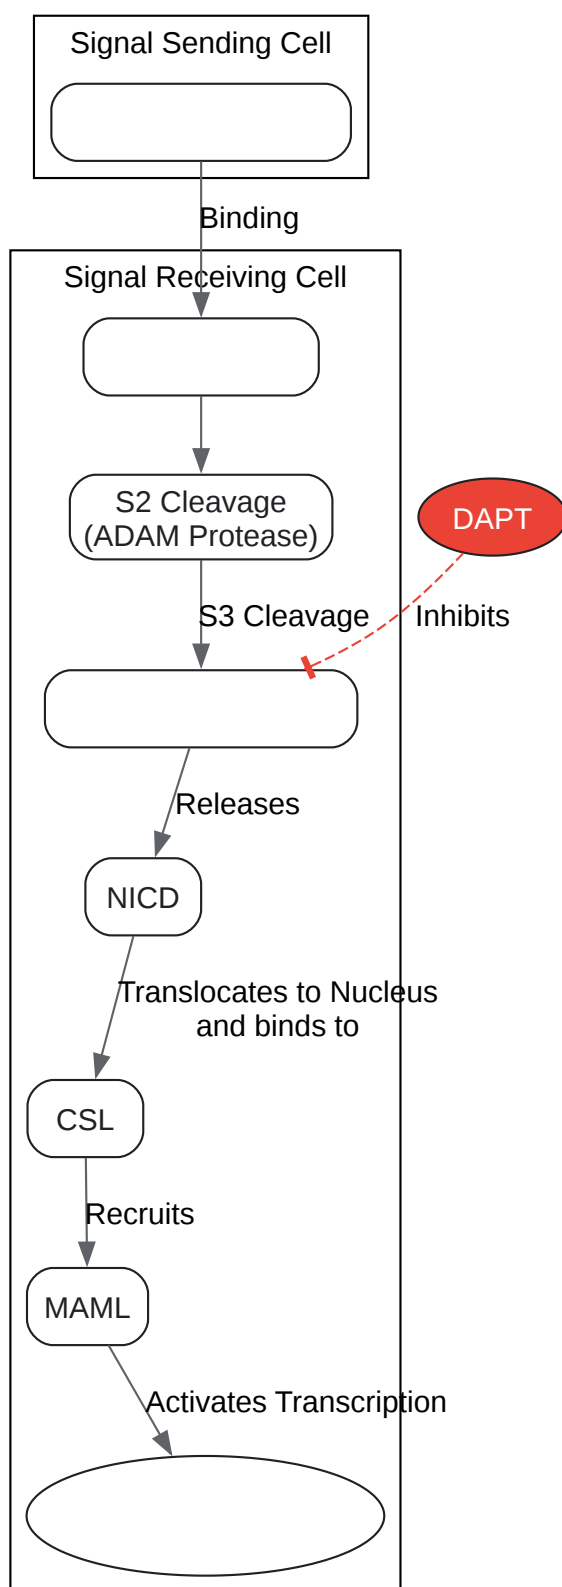 Signal Sending Cell
Binding
Signal Receiving Cell
S2 Cleavage
(ADAM Protease)
DAPT
S3 Cleavage
Inhibits
Releases
NICD
Translocates to Nucleus
and binds to
CSL
Recruits
MAML
Activates Transcription